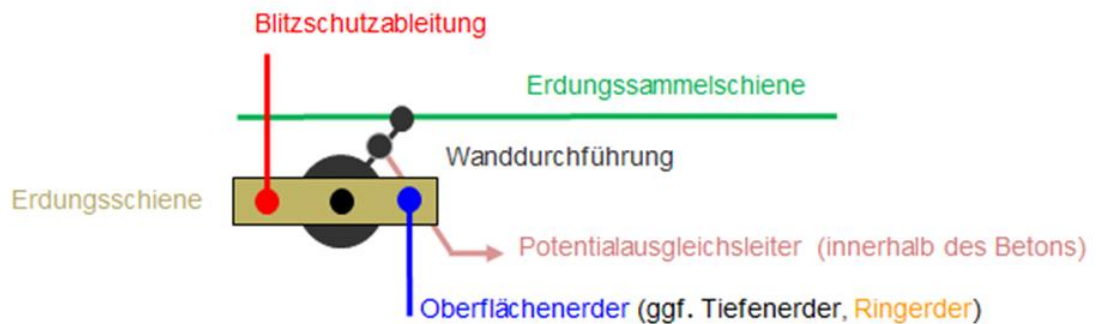 Blitzschutzableitung
Erdungssammelschiene
Wanddurchführung
Erdungsschiene
Potentialausgleichsleiter (innerhalb des Betons)
Oberflächenerder (ggf. Tiefenerder, Ringerder)